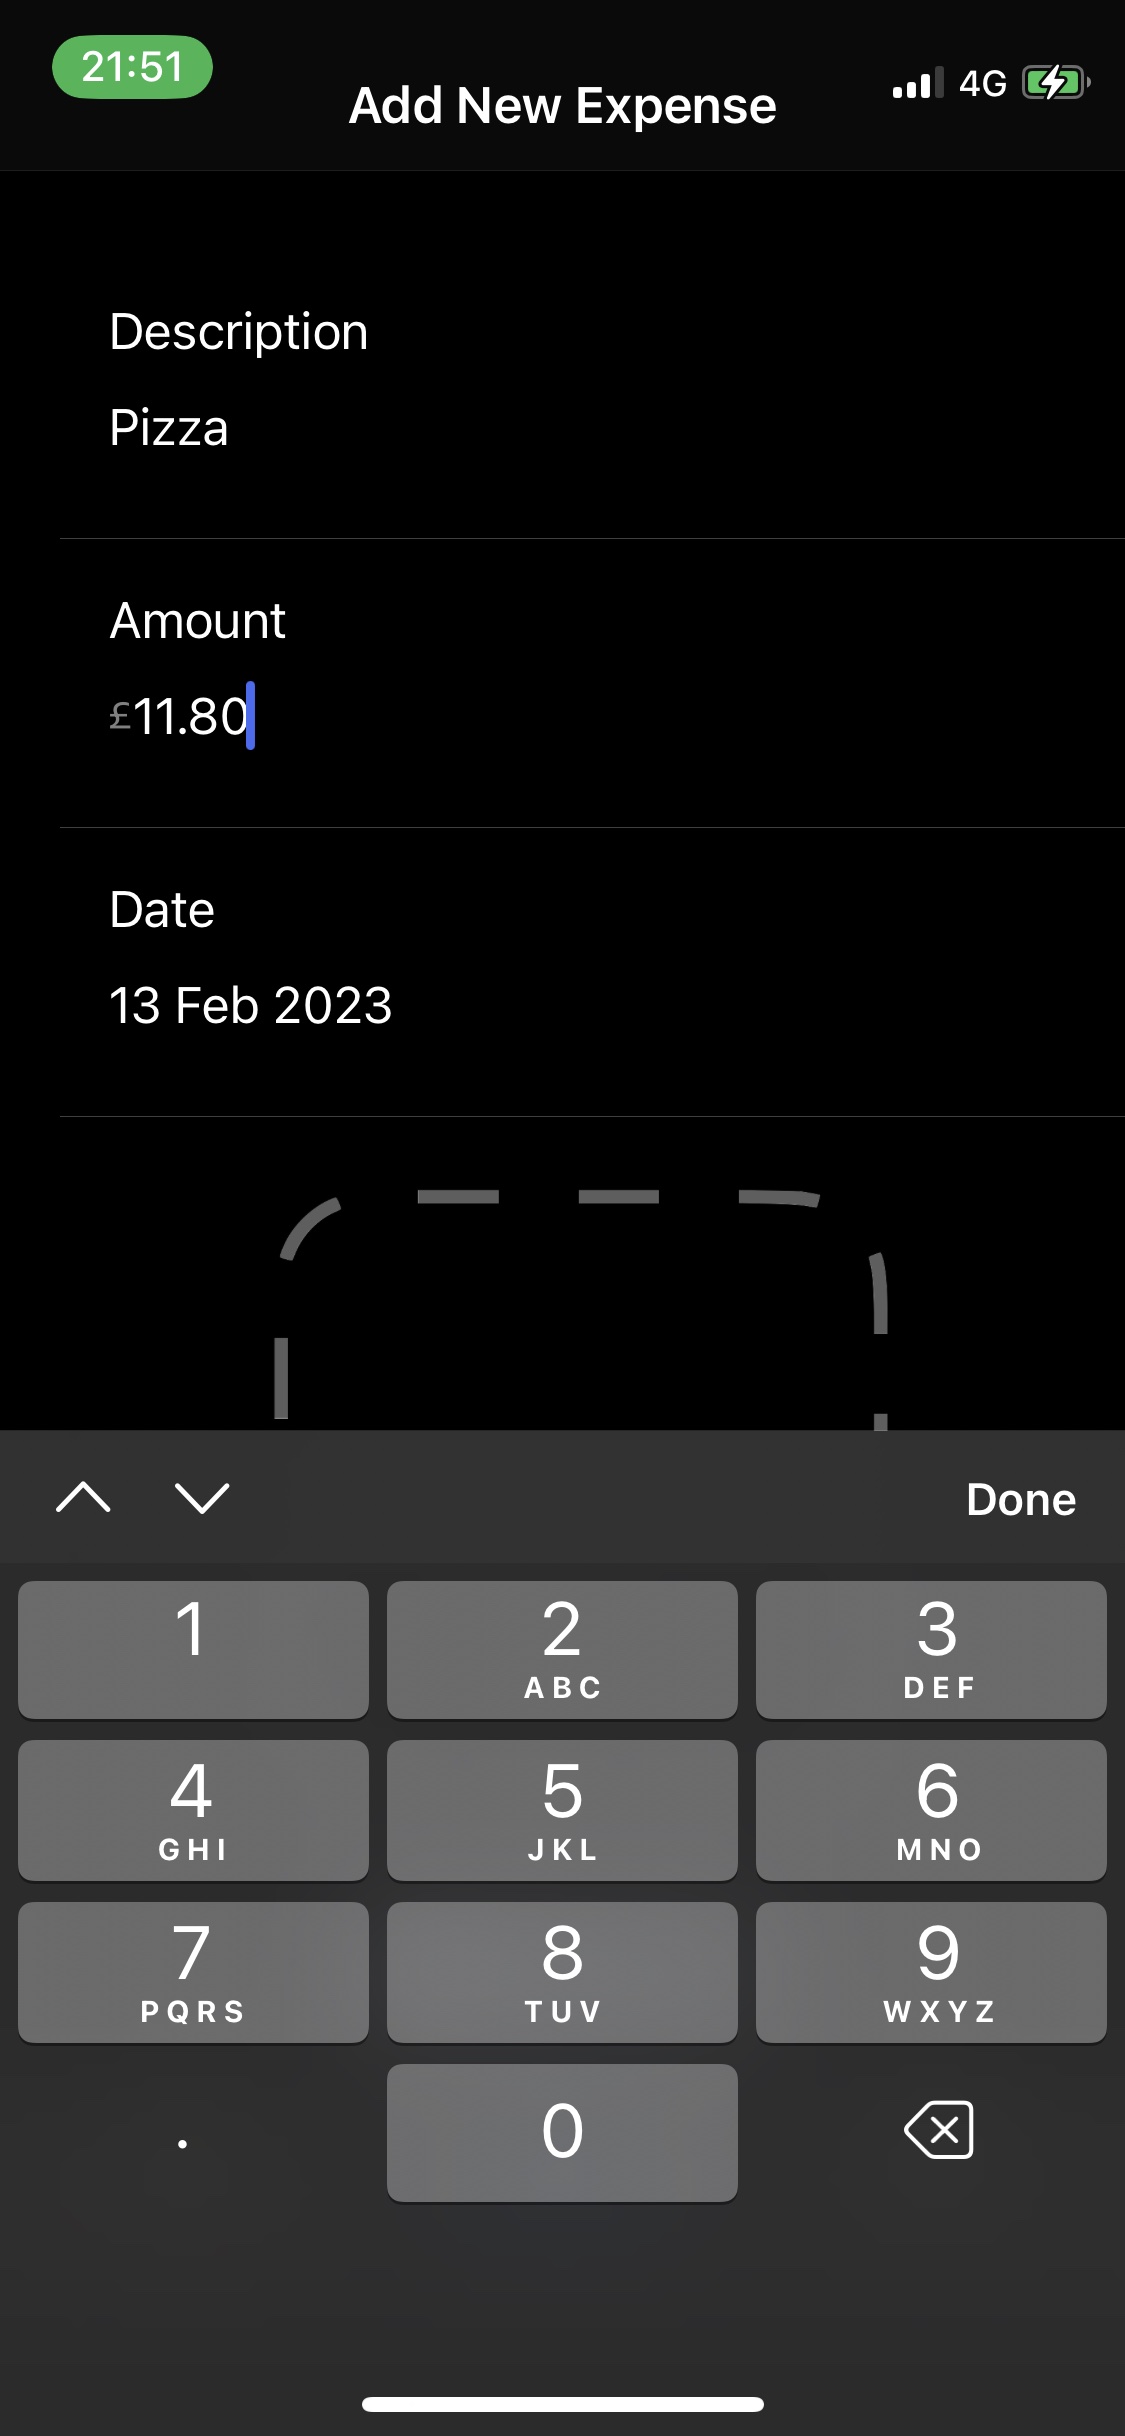 21:51
4G
Add New Expense
Description
Pizza
Amount
£11.80
Date
13 Feb 2023
Done
1
2
3
ABC
DEF
4
5
6
GHI
JKL
MNO
7
8
9
PQRS
TUV
WXYZ
.
0